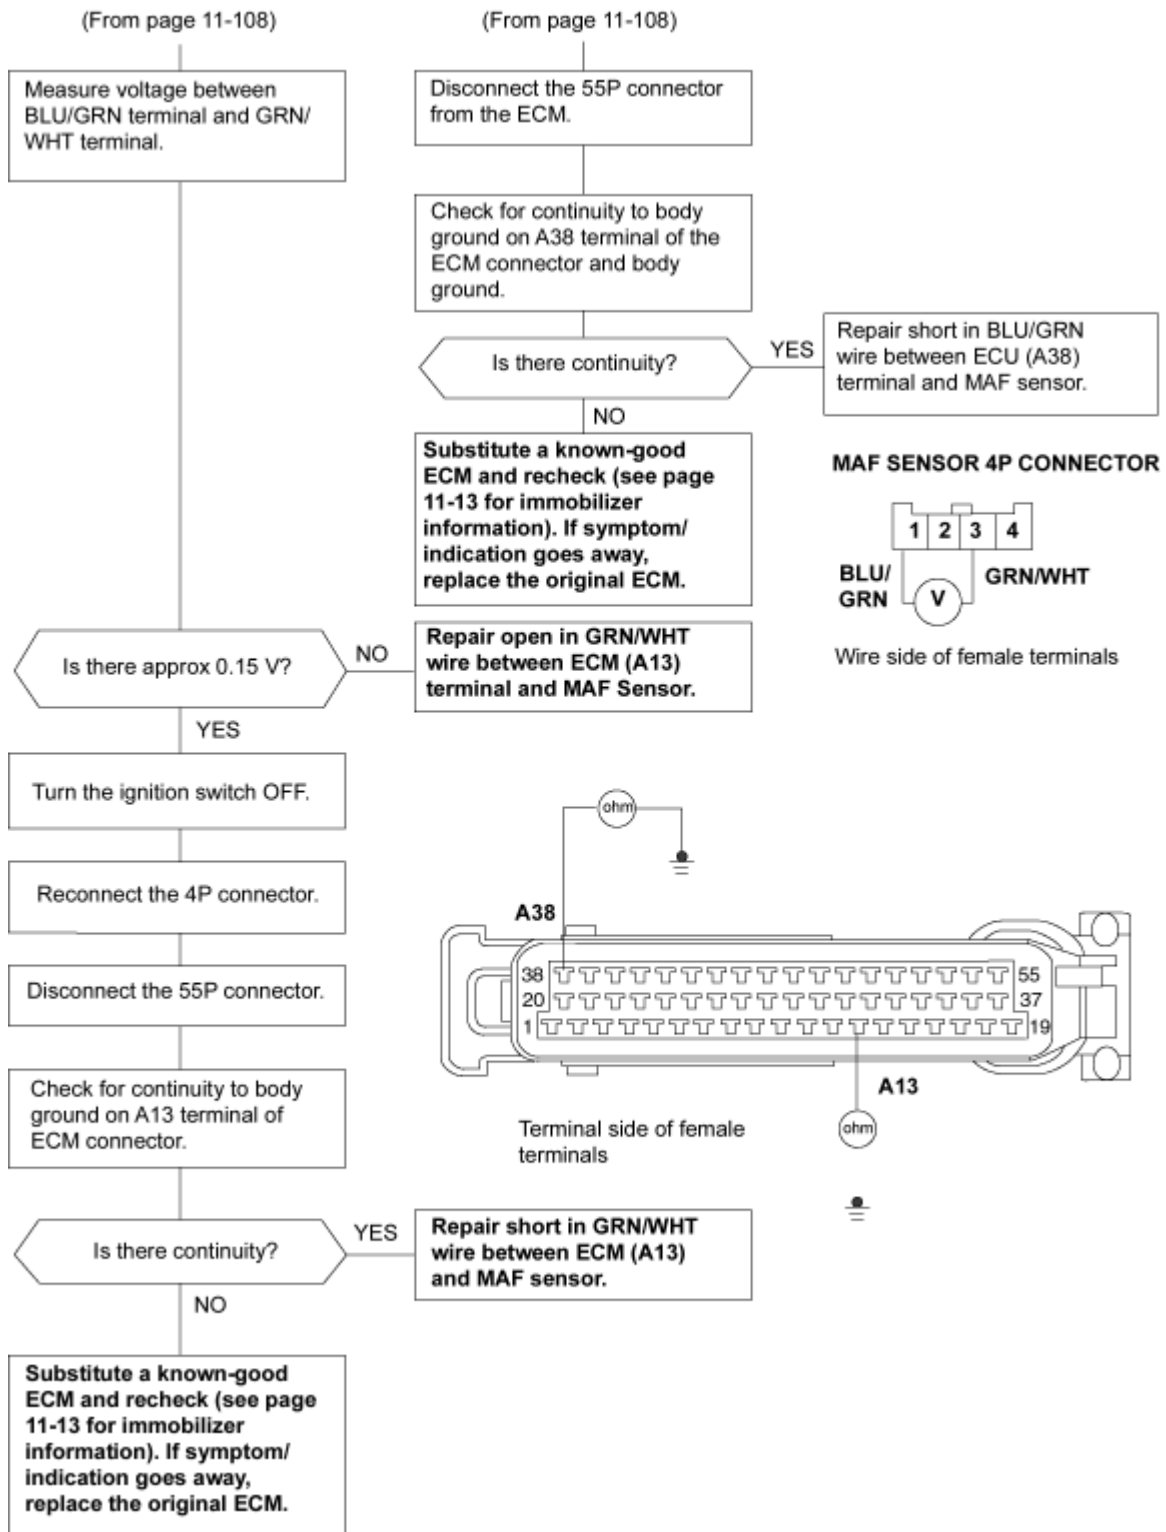 (From page 11-108)
(From page 11-108)
Measure voltage between
BLU/GRN terminal and GRN/
WHT terminal.
Disconnect the 55P connector
from the ECM.
Check for continuity to body
ground on A38 terminal of the
ECM connector and body
ground.
Is there continuity?
YES
Repair short in BLU/GRN
wire between ECU (A38)
terminal and MAF sensor.
NO
Substitute a known-good
ECM and recheck (see page
11-13 for immobilizer
information). If symptom/
indication goes away,
replace the original ECM.
MAF SENSOR 4P CONNECTOR
1 2 3 4
BLU/
GRN
V
GRN/WHT
Wire side of female terminals
Is there approx 0.15 V?
NO
Repair open in GRN/WHT
wire between ECM (A13)
terminal and MAF Sensor.
YES
Turn the ignition switch OFF.
Reconnect the 4P connector.
Disconnect the 55P connector.
Check for continuity to body
ground on A13 terminal of
ECM connector.
ohm
A38
38 55
20 37
1 19
A13
ohm
Terminal side of female
terminals
Is there continuity?
YES
Repair short in GRN/WHT
wire between ECM (A13)
and MAF sensor.
NO
Substitute a known-good
ECM and recheck (see page
11-13 for immobilizer
information). If symptom/
indication goes away,
replace the original ECM.